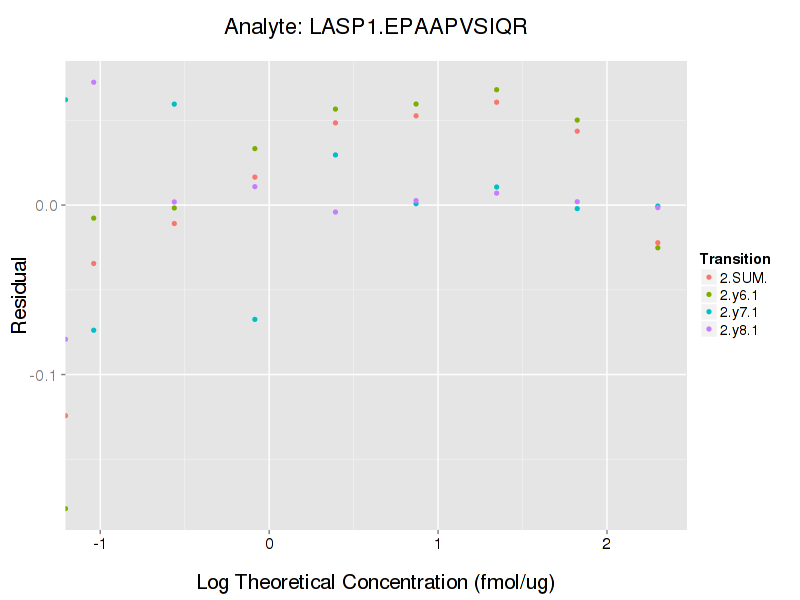 Analyte: LASP1.EPAAPVSIQR
Residual
0.0
-0.1
-1
0
1
2
Log Theoretical Concentration (fmol/ug)
Transition
2.SUM.
2.y6.1
2.y7.1
2.y8.1